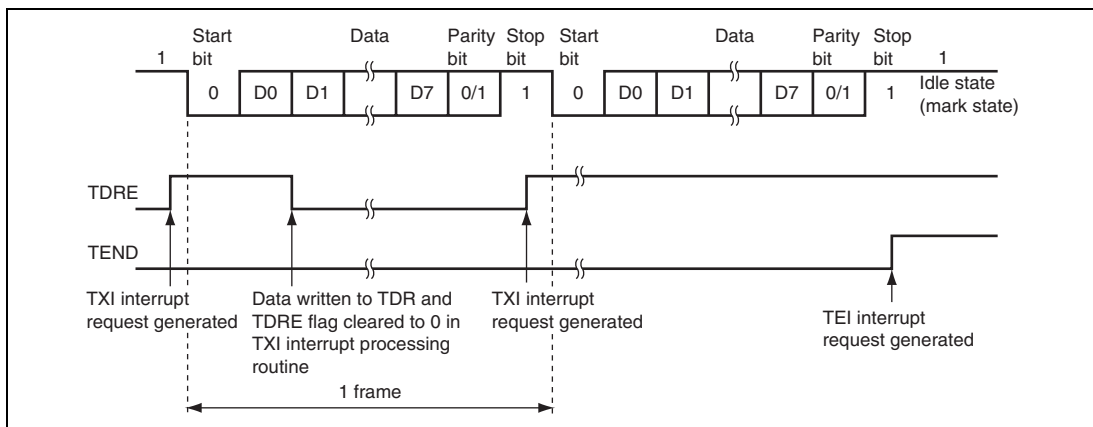 Start Data Parity Stop Start Data Parity Stop
1 bit bit bit bit bit bit 1
0 D0 D1 D7 0/1 1 0 D0 D1 D7 0/1 1 Idle state
(mark state)
TDRE
TEND
TXI interrupt
request generated
Data written to TDR and
TDRE flag cleared to 0 in
TXI interrupt processing
routine
TXI interrupt
request generated
TEI interrupt
request generated
1 frame